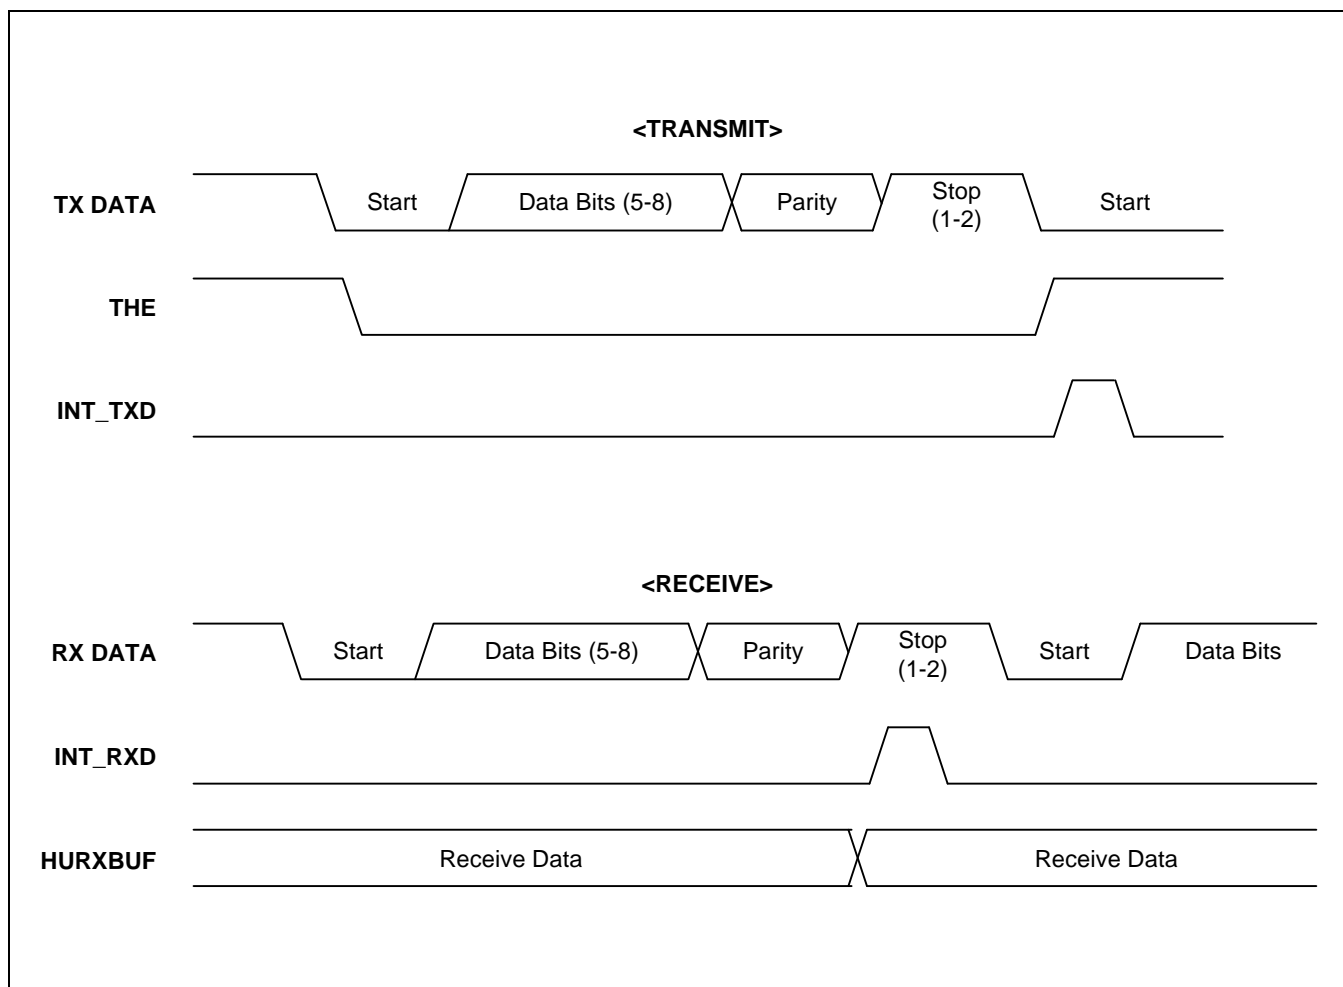 <TRANSMIT>
TX DATA
Start
Data Bits (5-8)
Parity
Stop
(1-2)
Start
THE
INT_TXD
<RECEIVE>
RX DATA
Start
Data Bits (5-8)
Parity
Stop
(1-2)
Start
Data Bits
INT_RXD
HURXBUF
Receive Data
Receive Data